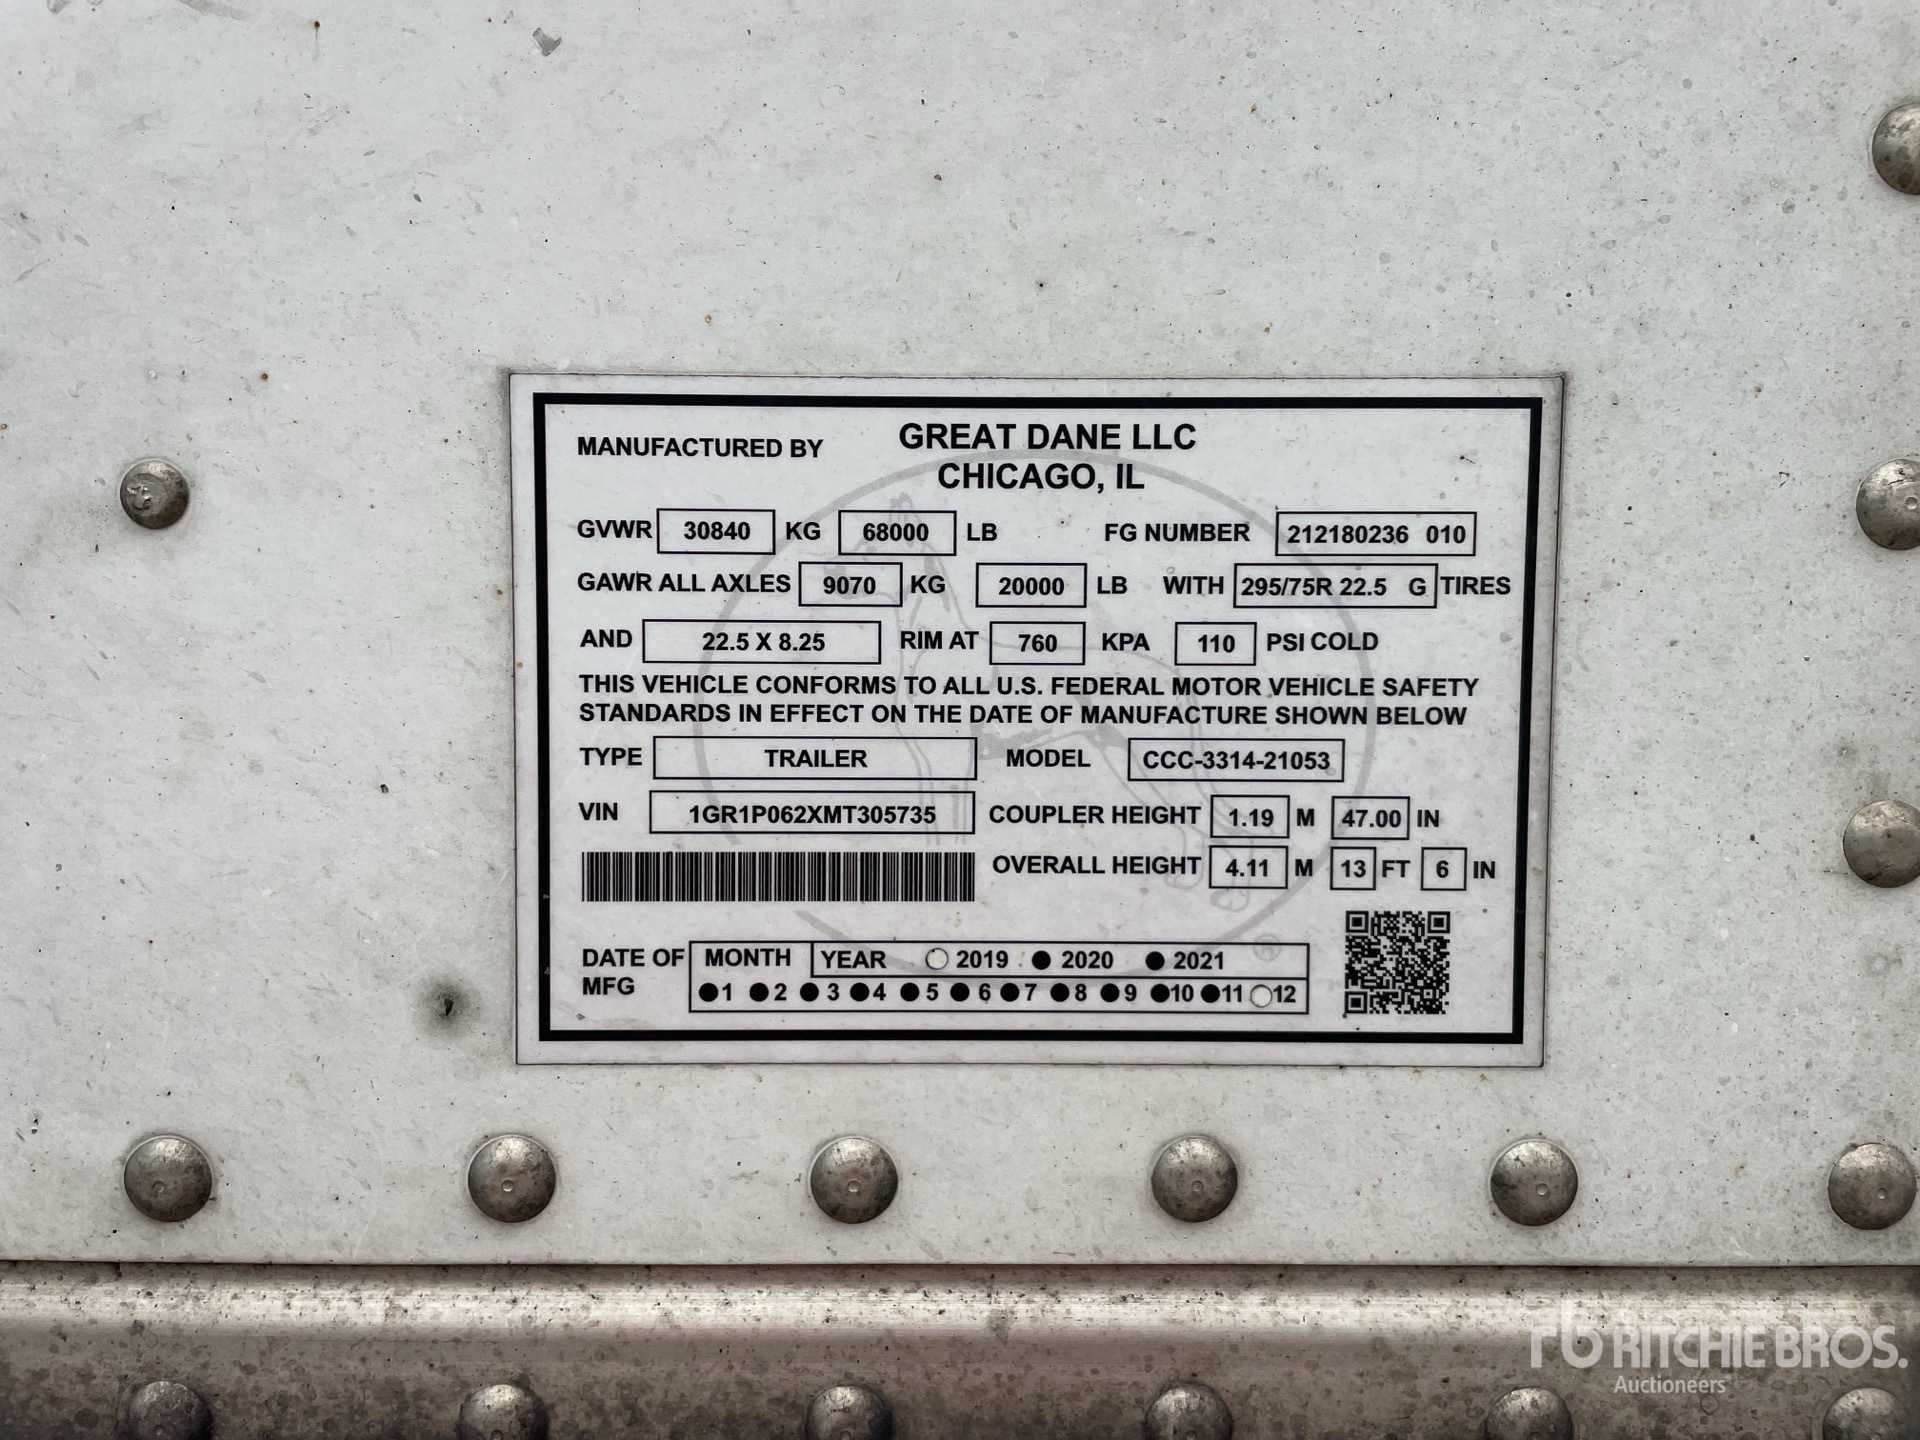 MANUFACTURED BY GREAT DANE LLC
CHICAGO, IL
GVWR 30840 KG 68000 LB FG NUMBER 212180236 010
GAWR ALL AXLES 9070 KG 20000 LB WITH 295/75R 22.5 G TIRES
AND 22.5 X 8.25 RIM AT 760 KPA 110 PSI COLD
THIS VEHICLE CONFORMS TO ALL U.S. FEDERAL MOTOR VEHICLE SAFETY
STANDARDS IN EFFECT ON THE DATE OF MANUFACTURE SHOWN BELOW
TYPE TRAILER MODEL CCC-3314-21053
VIN 1GR1P062XMT305735 COUPLER HEIGHT 1.19 M 47.00 IN
OVERALL HEIGHT 4.11 M 13 FT 6 IN
®
DATE OF MFG MONTH YEAR 2019 2020 2021
1 2 3 4 5 6 7 8 9 10 11 12
rb RITCHIE BROS.
Auctioneers